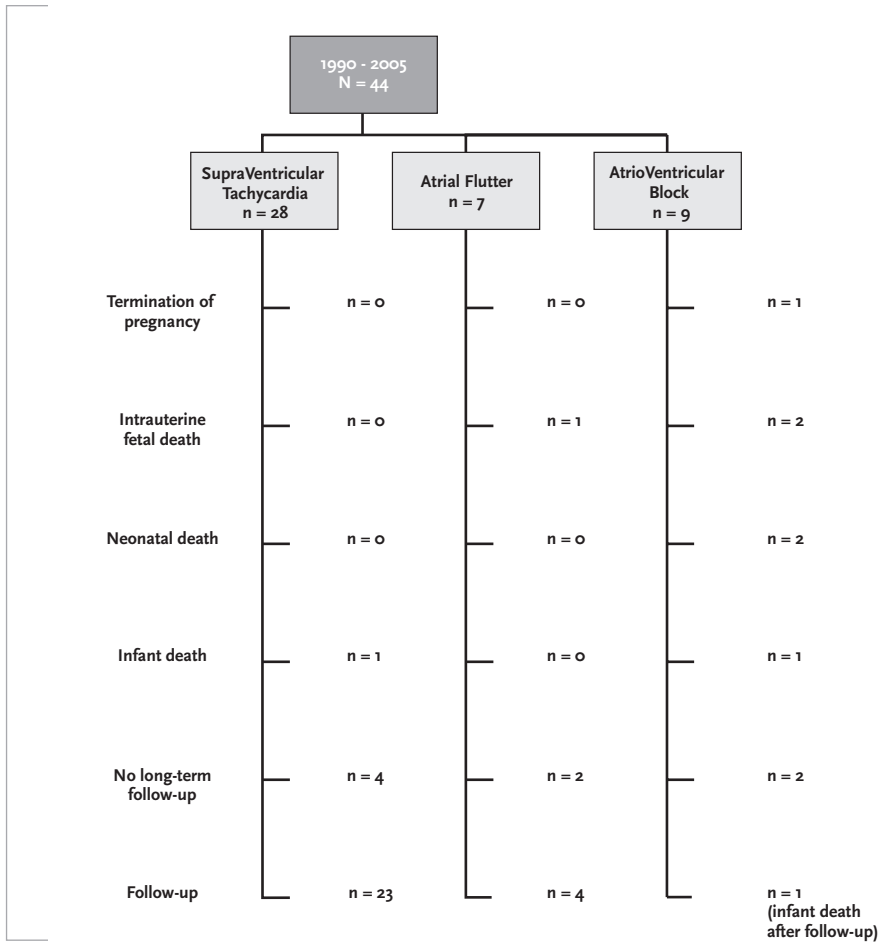 1990 - 2005
N = 44
SupraVentricular
Tachycardia
n = 28
Atrial Flutter
n = 7
AtrioVentricular
Block
n = 9
Termination of
pregnancy
n = 0
n = 0
n = 1
Intrauterine
fetal death
n = 0
n = 1
n = 2
Neonatal death
n = 0
n = 0
n = 2
Infant death
n = 1
n = 0
n = 1
No long-term
follow-up
n = 4
n = 2
n = 2
Follow-up
n = 23
n = 4
n = 1
(infant death
after follow-up)